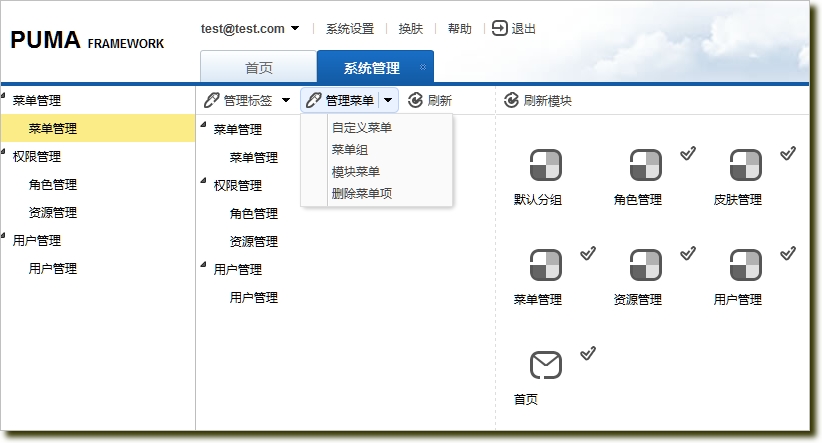 PUMA FRAMEWORK
test@test.com 系统设置 换肤 帮助 退出
首页 系统管理
菜单管理
菜单管理
权限管理
角色管理
资源管理
用户管理
用户管理
管理标签 管理菜单 刷新
自定义菜单
菜单组
模块菜单
删除菜单项
菜单管理
菜单管理
权限管理
角色管理
资源管理
用户管理
用户管理
刷新模块
默认分组 角色管理 皮肤管理
菜单管理 资源管理 用户管理
首页